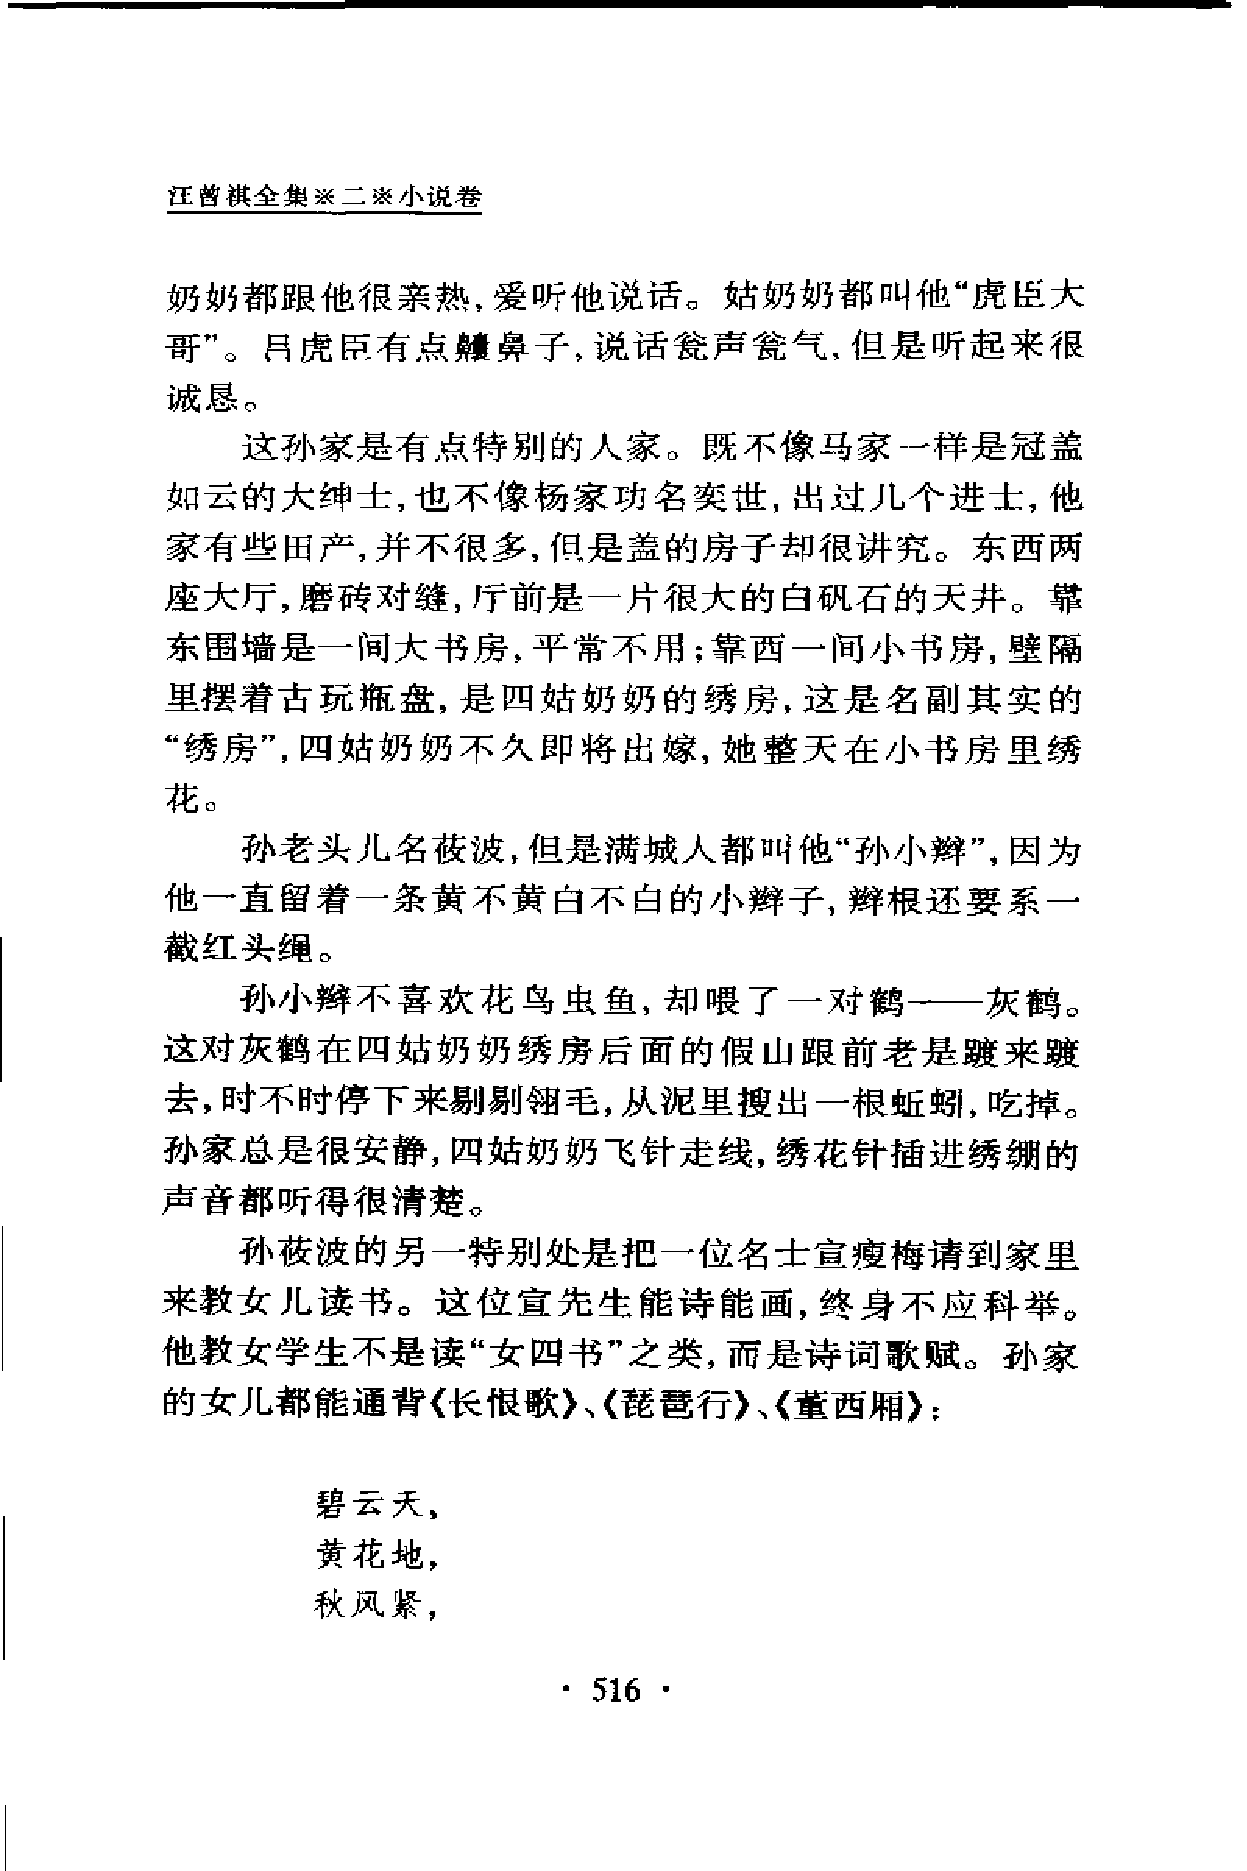 汪曾祺全集※二※小说卷
奶奶都跟他很亲热,爱听他说话。姑奶奶都叫他“虎臣大
哥”。吕虎臣有点齉鼻子,说话瓮声瓮气,但是听起来很
诚恳。
这孙家是有点特别的人家。既不像马家一样是冠盖
如云的大绅士,也不像杨家功名奕世,出过几个进士,他
家有些田产,并不很多,但是盖的房子却很讲究。东西两
座大厅,磨砖对缝,厅前是一片很大的白矾石的天井。靠
东围墙是一间大书房,平常不用;靠西一间小书房,壁隔
里摆着古玩瓶盘,是四姑奶奶的绣房,这是名副其实的
“绣房”,四姑奶奶不久即将出嫁,她整天在小书房里绣
花。
孙老头儿名莜波,但是满城人都叫他“孙小辫”,因为
他一直留着一条黄不黄白不白的小辫子,辫根还要系一
截红头绳。
孙小辫不喜欢花鸟虫鱼,却喂了一对鹤——灰鹤。
这对灰鹤在四姑奶奶绣房后面的假山跟前老是踱来踱
去,时不时停下来剔剔翎毛,从泥里搜出一根蚯蚓,吃掉。
孙家总是很安静,四姑奶奶飞针走线,绣花针插进绣绷的
声音都听得很清楚。
孙莜波的另一特别处是把一位名士宣瘦梅请到家里
来教女儿读书。这位宣先生能诗能画,终身不应科举。
他教女学生不是读“女四书”之类,而是诗词歌赋。孙家
的女儿都能通背《长恨歌》、《琵琶行》、《董西厢》:
碧云天,
黄花地,
秋风紧,
· 516 ·